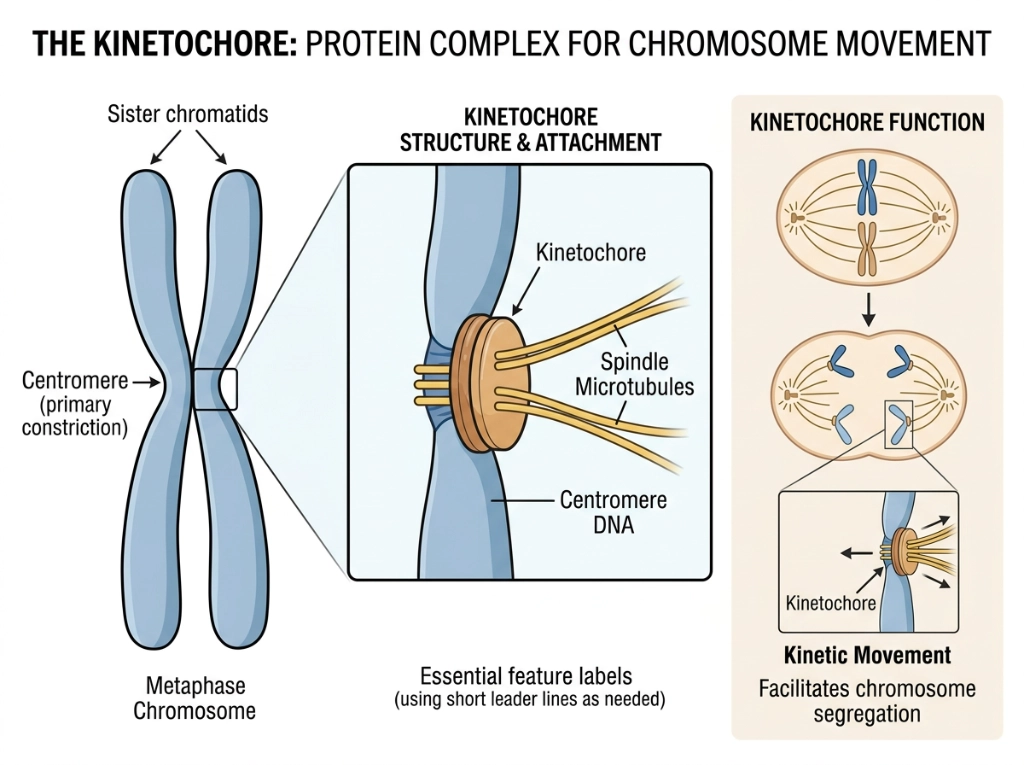 THE KINETOCHORE: PROTEIN COMPLEX FOR CHROMOSOME MOVEMENT
Sister chromatids
Centromere
(primary
constriction)
Metaphase
Chromosome
KINETOCHORE
STRUCTURE & ATTACHMENT
Kinetochore
Spindle
Microtubules
Centromere
DNA
Essential feature labels
(using short leader lines as needed)
KINETOCHORE FUNCTION
Kinetochore
Kinetic Movement
Facilitates chromosome
segregation